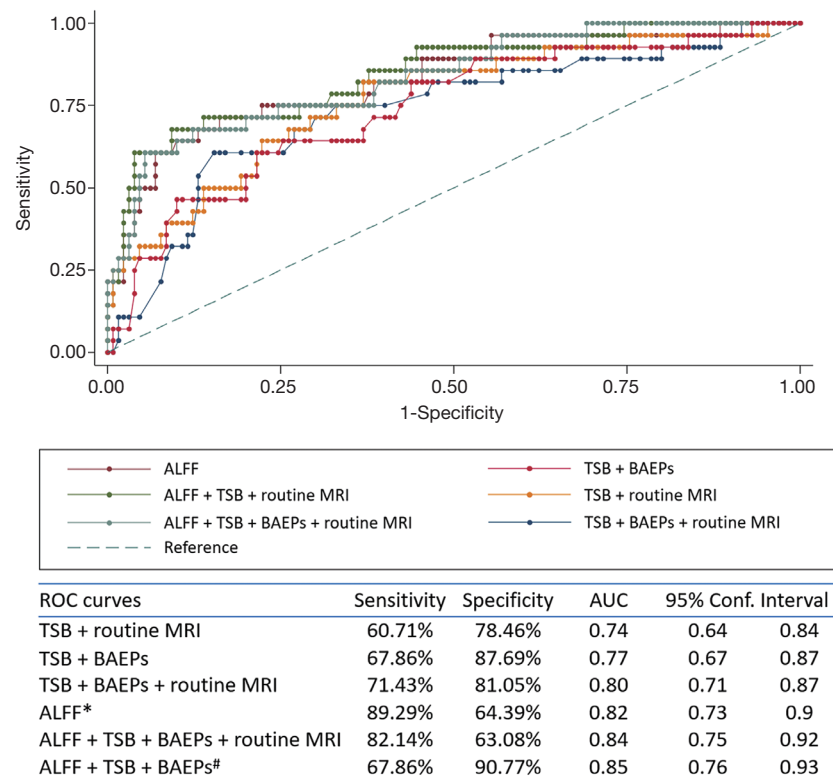 1.00
0.75
0.50
0.25
0.00
Sensitivity
0.00 0.25 0.50 0.75 1.00
1-Specificity
ALFF TSB + BAEPs
ALFF + TSB + routine MRI TSB + routine MRI
ALFF + TSB + BAEPs + routine MRI TSB + BAEPs + routine MRI
Reference
ROC curves Sensitivity Specificity AUC 95% Conf. Interval
TSB + routine MRI 60.71% 78.46% 0.74 0.64 0.84
TSB + BAEPs 67.86% 87.69% 0.77 0.67 0.87
TSB + BAEPs + routine MRI 71.43% 81.05% 0.80 0.71 0.87
ALFF* 89.29% 64.39% 0.82 0.73 0.9
ALFF + TSB + BAEPs + routine MRI 82.14% 63.08% 0.84 0.75 0.92
ALFF + TSB + BAEPs# 67.86% 90.77% 0.85 0.76 0.93